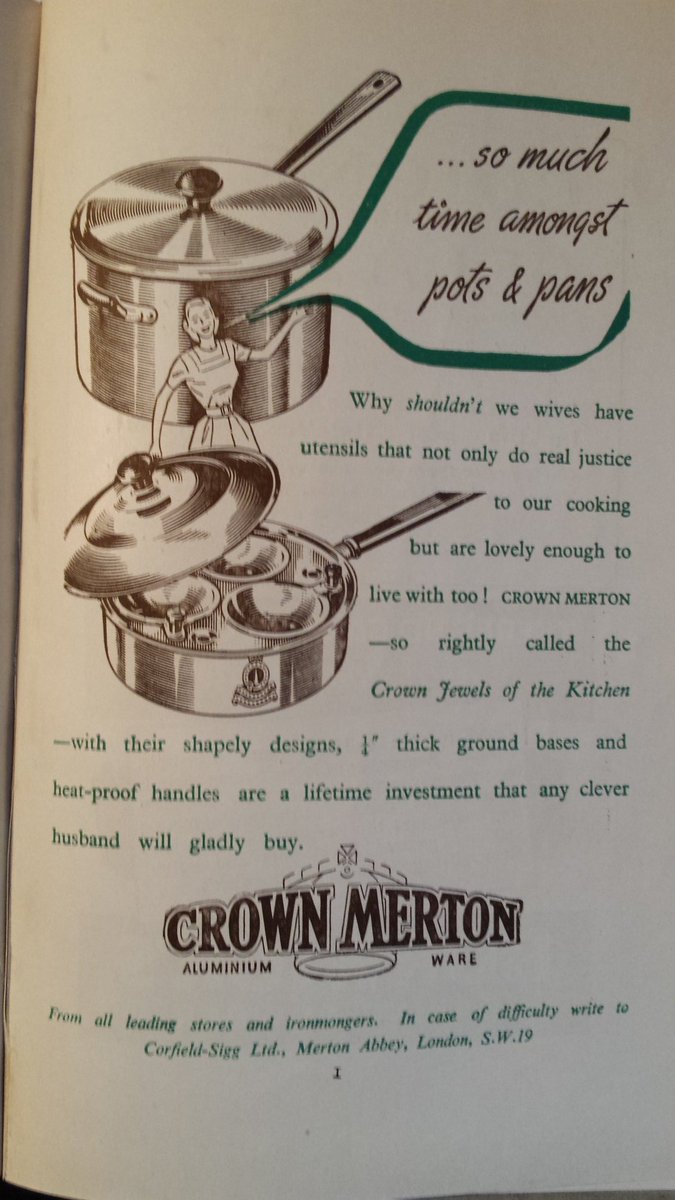 ... so much
time amongst
pots & pans
Why shouldn't we wives have
utensils that not only do real justice
to our cooking
but are lovely enough to
live with too! CROWN MERTON
—so rightly called the
Crown Jewels of the Kitchen
—with their shapely designs, ¼" thick ground bases and
heat-proof handles are a lifetime investment that any clever
husband will gladly buy.
CROWN MERTON
ALUMINIUM WARE
From all leading stores and ironmongers. In case of difficulty write to
Corfield-Sigg Ltd., Merton Abbey, London, S.W.19
I